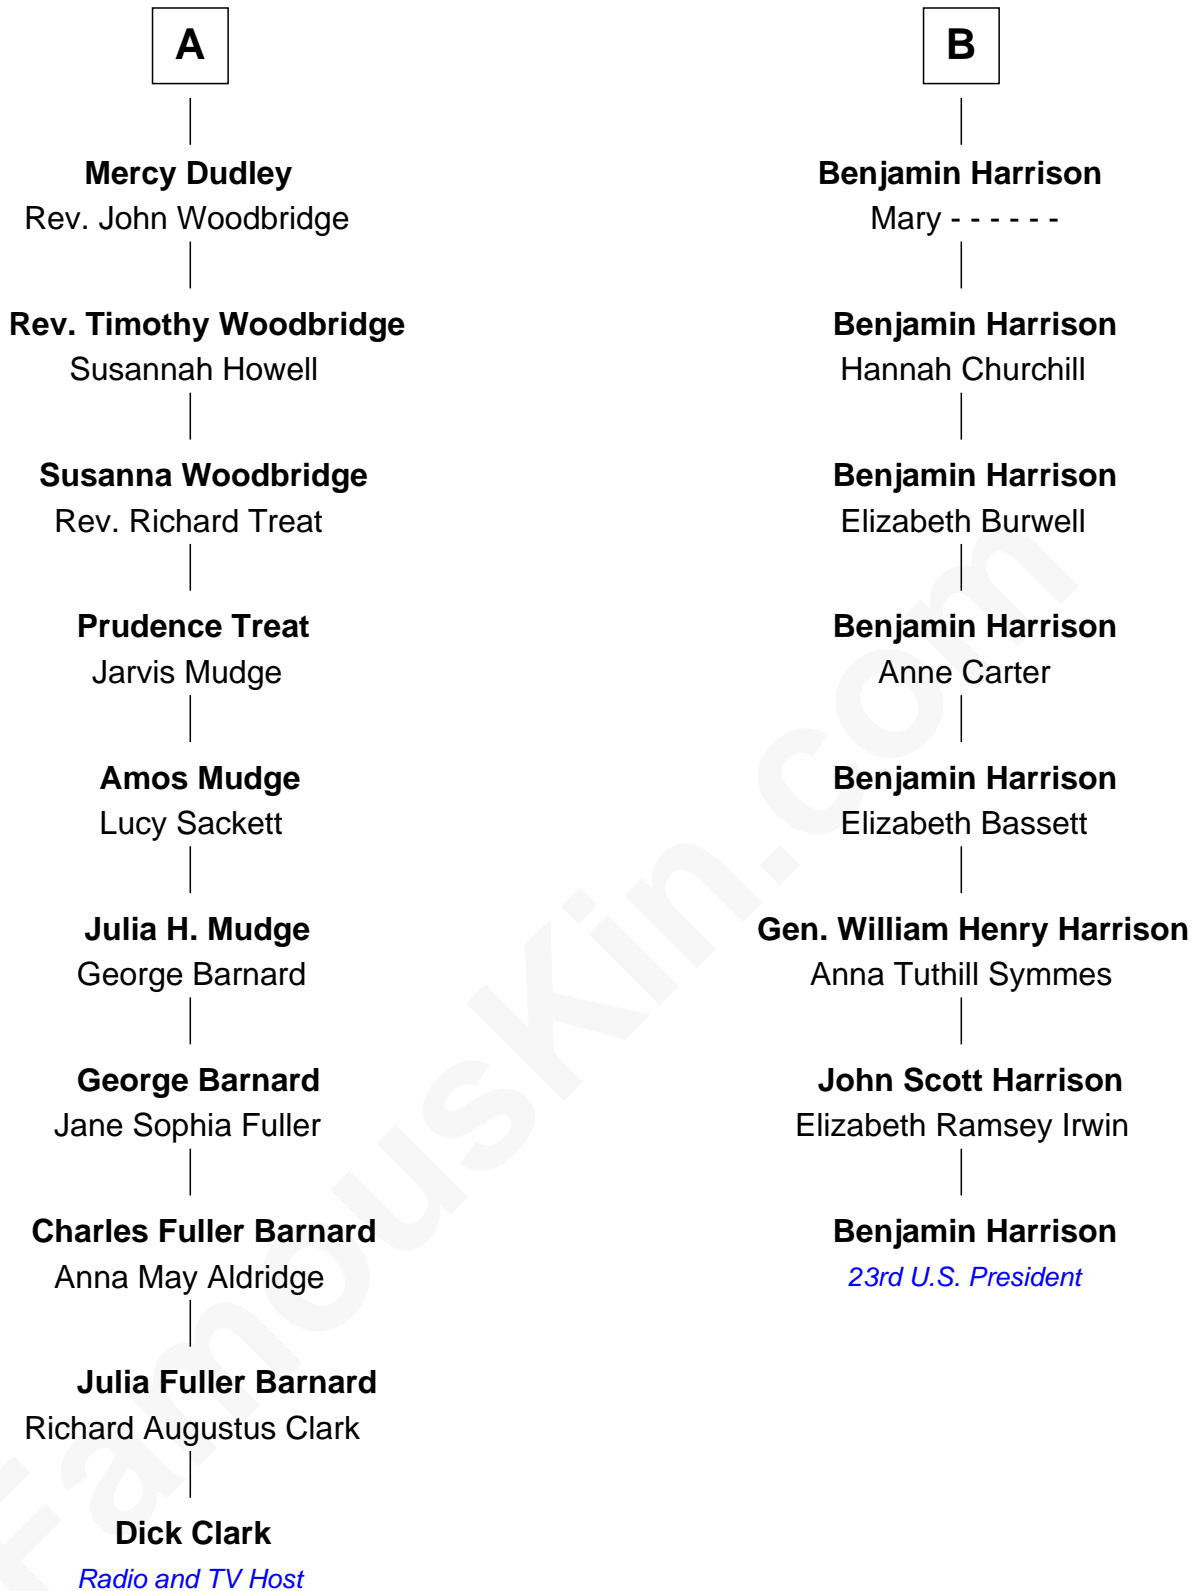 A
Mercy Dudley
Rev. John Woodbridge
Rev. Timothy Woodbridge
Susannah Howell
Susanna Woodbridge
Rev. Richard Treat
Prudence Treat
Jarvis Mudge
Amos Mudge
Lucy Sackett
Julia H. Mudge
George Barnard
George Barnard
Jane Sophia Fuller
Charles Fuller Barnard
Anna May Aldridge
Julia Fuller Barnard
Richard Augustus Clark
Dick Clark
Radio and TV Host
B
Benjamin Harrison
Mary - - - - - -
Benjamin Harrison
Hannah Churchill
Benjamin Harrison
Elizabeth Burwell
Benjamin Harrison
Anne Carter
Benjamin Harrison
Elizabeth Bassett
Gen. William Henry Harrison
Anna Tuthill Symmes
John Scott Harrison
Elizabeth Ramsey Irwin
Benjamin Harrison
23rd U.S. President
FamousKin.com